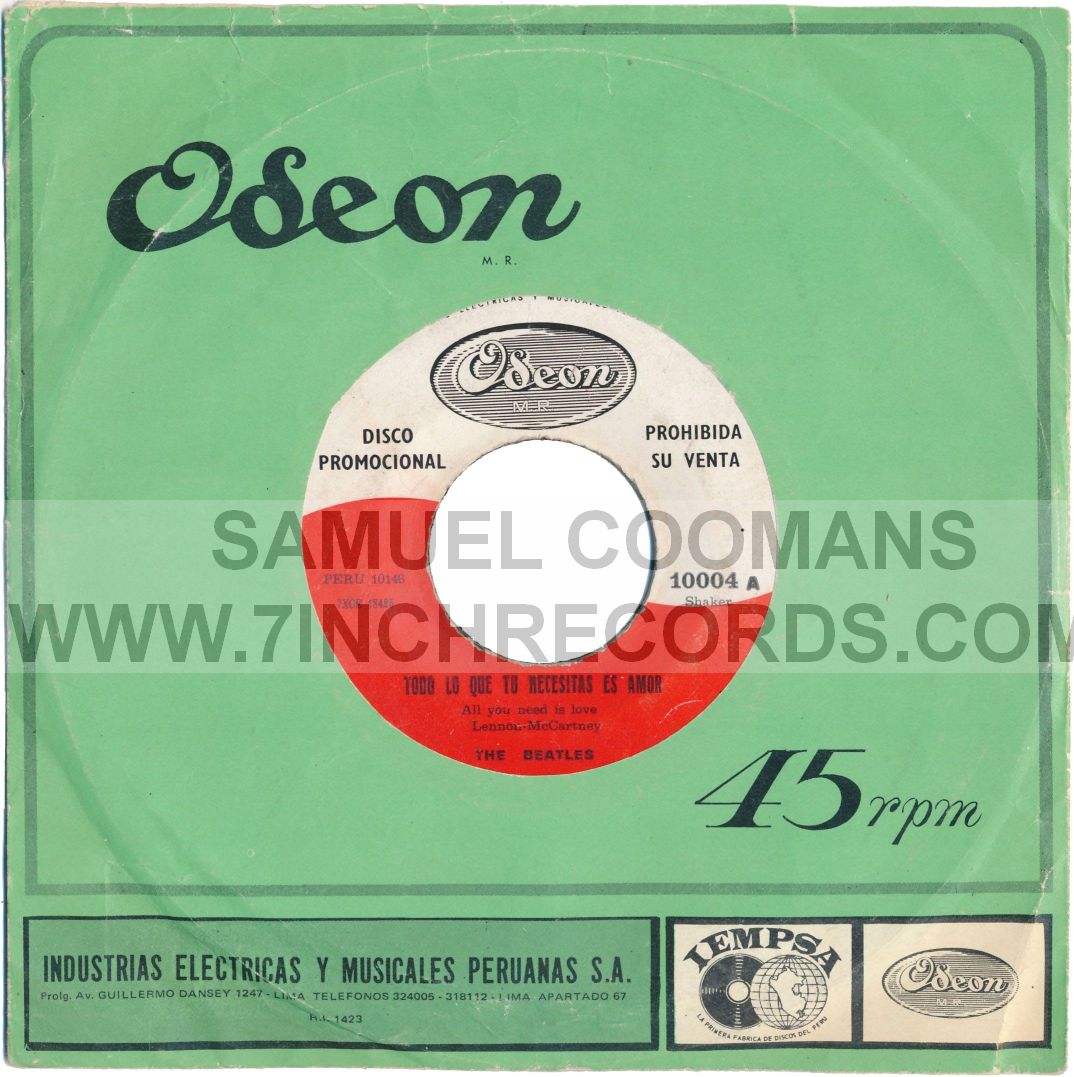 Odeon
M. R.
ELECTRICAS Y
Odeon
M.R.
DISCO
PROMOCIONAL
PROHIBIDA
SU VENTA
SAMUEL COOMANS
PERU 10146
10004 A
Shaker
WWW.7INCHRECORDS.COM
TODO LO QUE TU NECESITAS ES AMOR
All you need is love
Lennon-McCartney
THE BEATLES
45 rpm
INDUSTRIAS ELECTRICAS Y MUSICALES PERUANAS S.A.
Prolg. Av. GUILLERMO DANSEY 1247 - LIMA TELEFONOS 324005 - 318112 - LIMA APARTADO 67
R.I. 1423
IEMPSA
LA PRIMERA FABRICA DE DISCOS DEL PERU
Odeon
M.R.